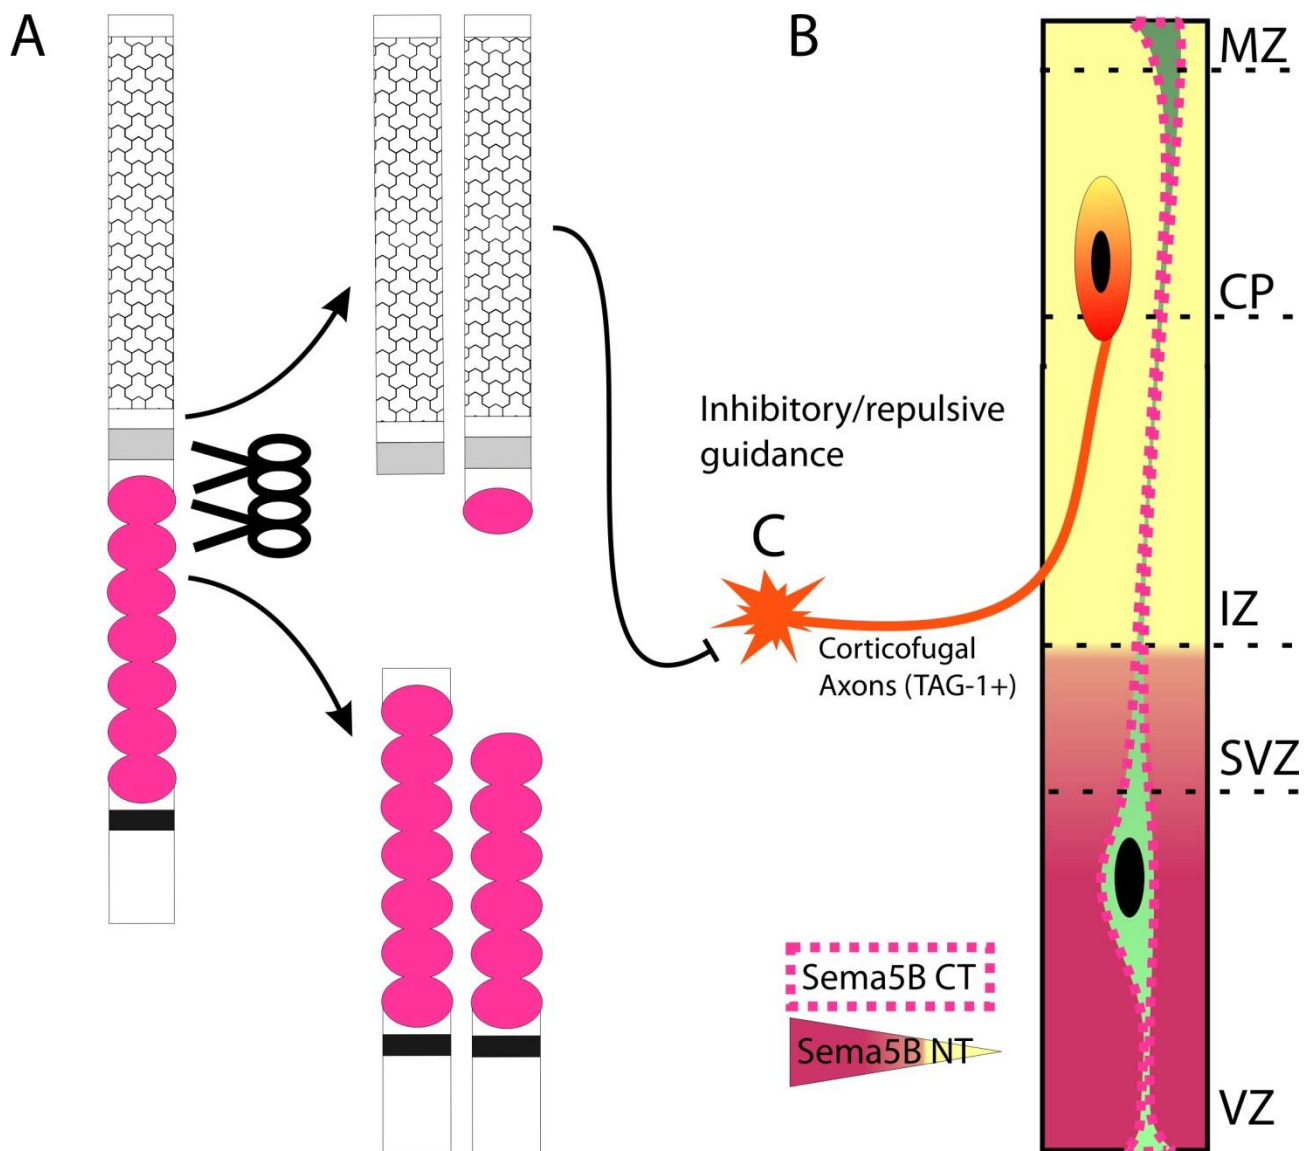 A
B
MZ
CP
Inhibitory/repulsive
guidance
C
IZ
Corticofugal
Axons (TAG-1+)
SVZ
Sema5B CT
Sema5B NT
VZ